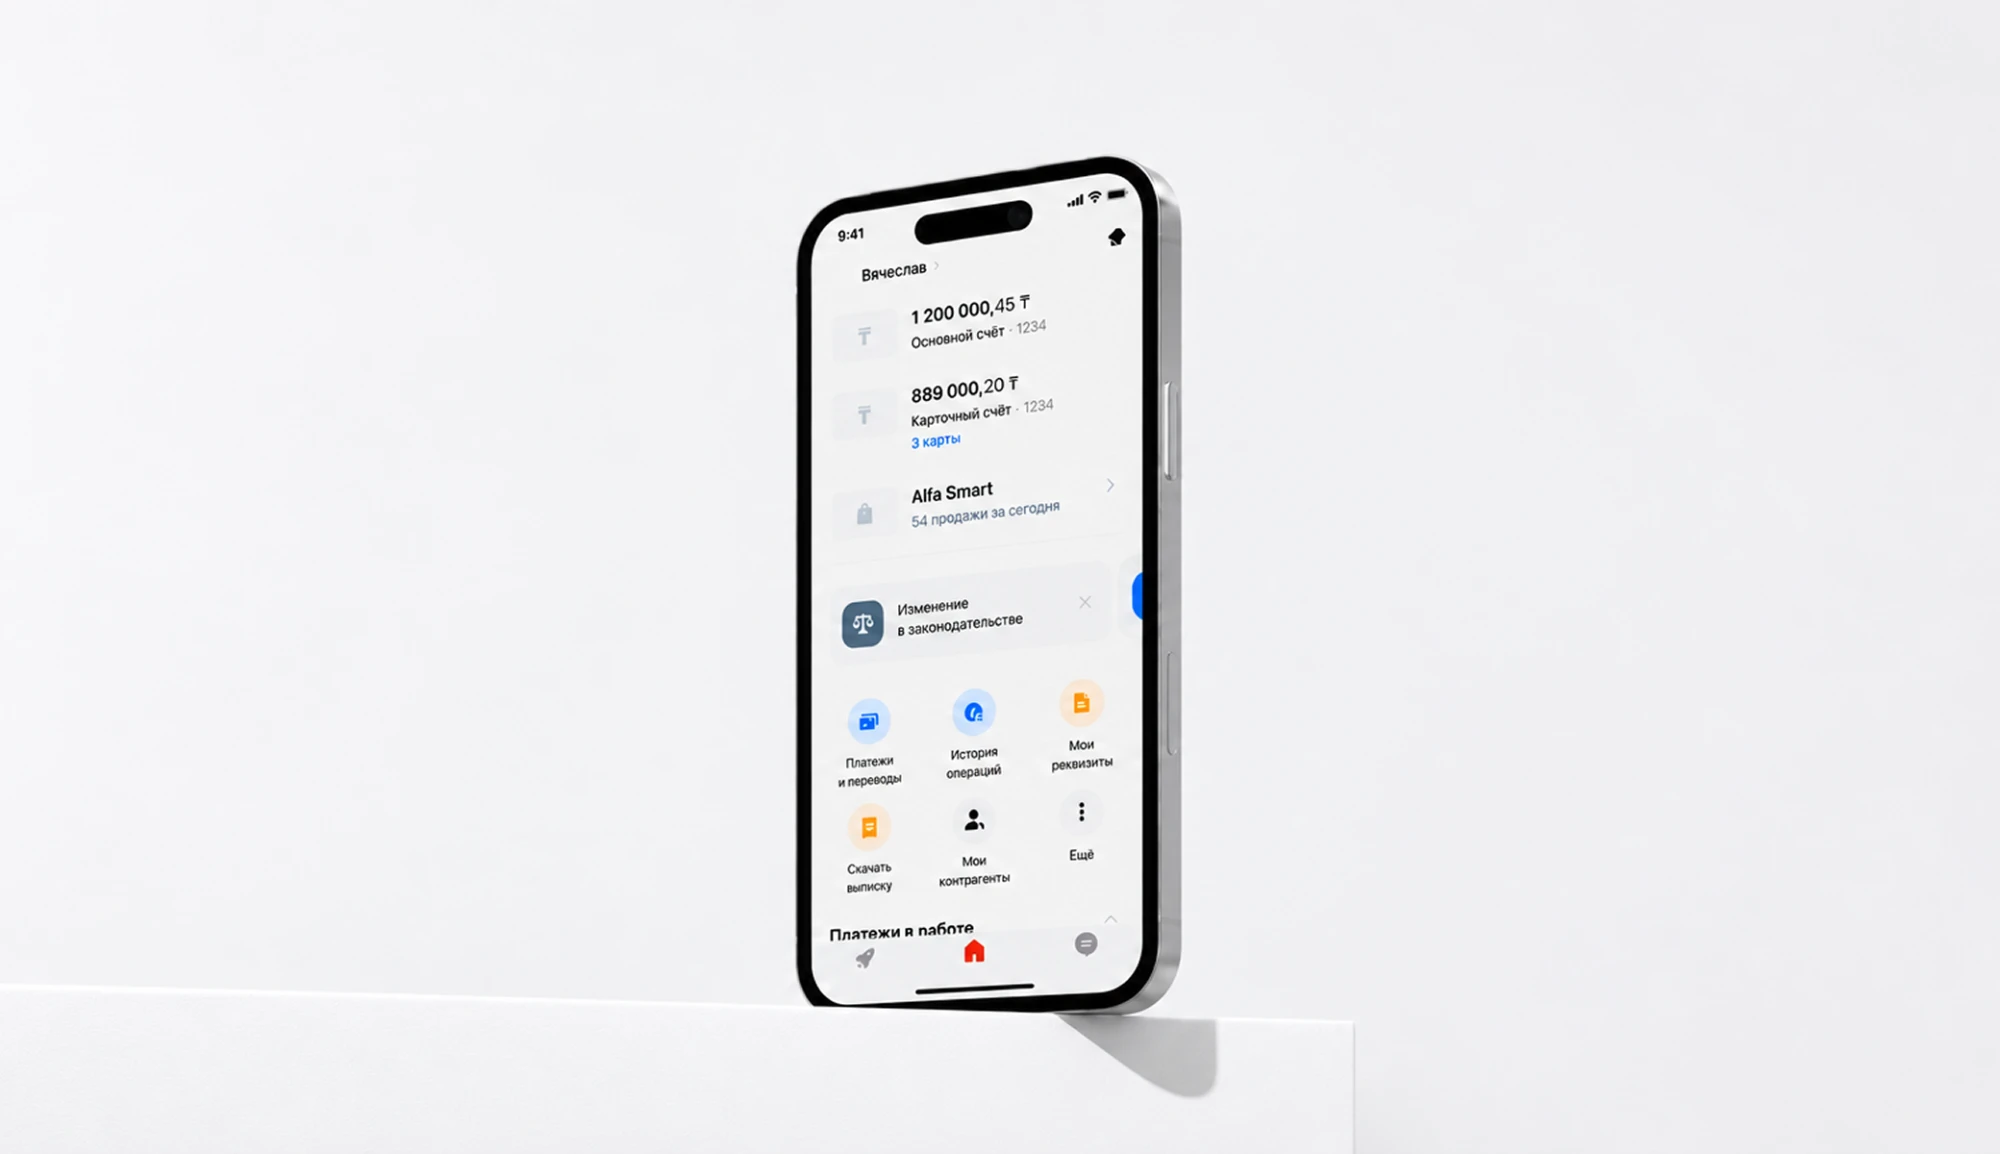 9:41
Вячеслав
1 200 000,45 ₸
Основной счёт · 1234
889 000,20 ₸
Карточный счёт · 1234
3 карты
Alfa Smart
54 продажи за сегодня
Изменение
в законодательстве
Платежи
и переводы
История
операций
Мои
реквизиты
Скачать
выписку
Мои
контрагенты
Ещё
Платежи в работе